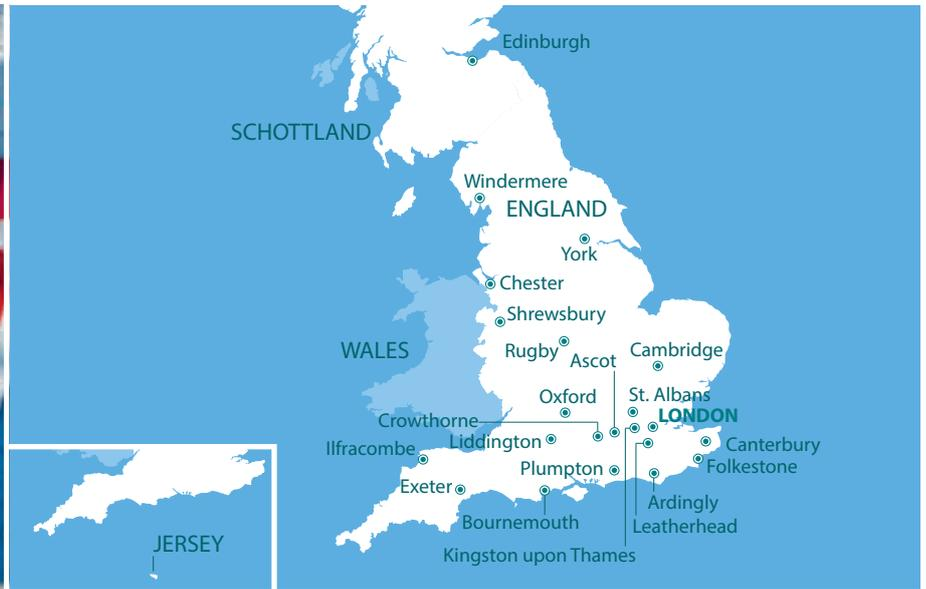 Edinburgh
SCHOTTLAND
Windermere
ENGLAND
York
Chester
Shrewsbury
WALES
Rugby
Ascot
Cambridge
Oxford
St. Albans
LONDON
Crowthorne
Ilfracombe
Liddington
Canterbury
Plumpton
Folkestone
Exeter
Ardingly
Bournemouth
Leatherhead
JERSEY
Kingston upon Thames